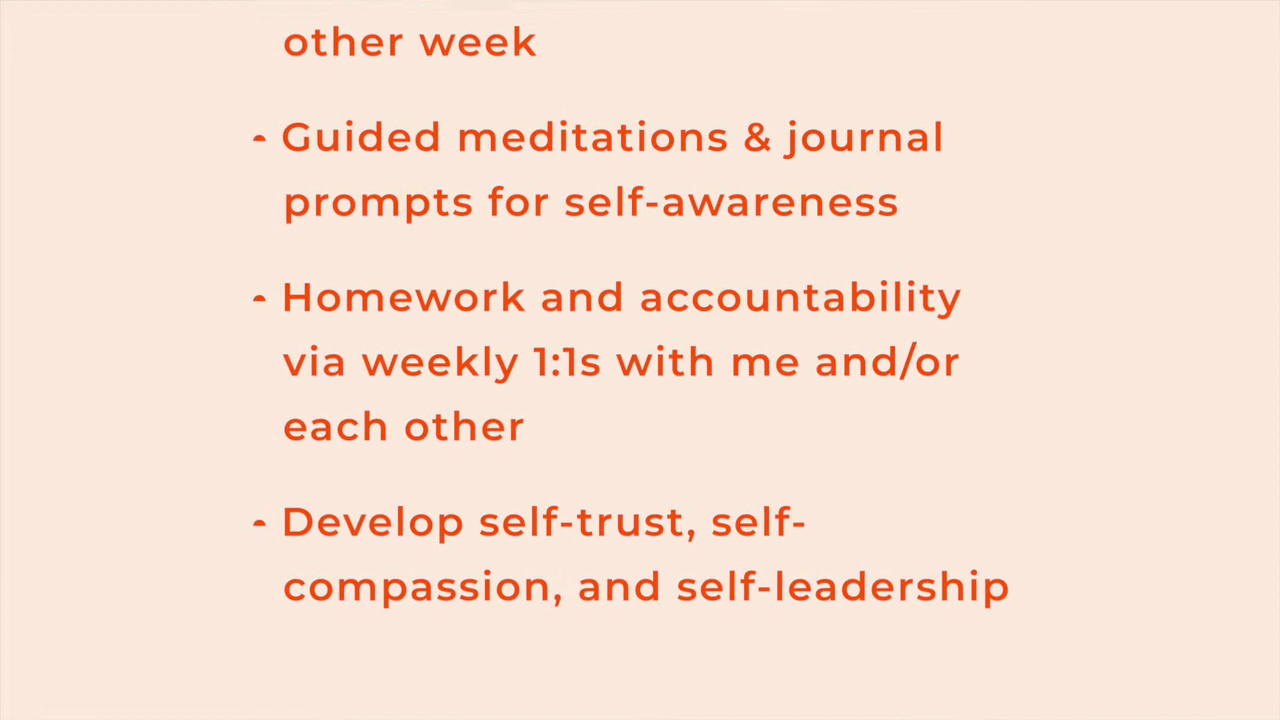 other week
Guided meditations & journal
prompts for self-awareness
Homework and accountability
via weekly 1:1s with me and/or
each other
Develop self-trust, self-
compassion, and self-leadership